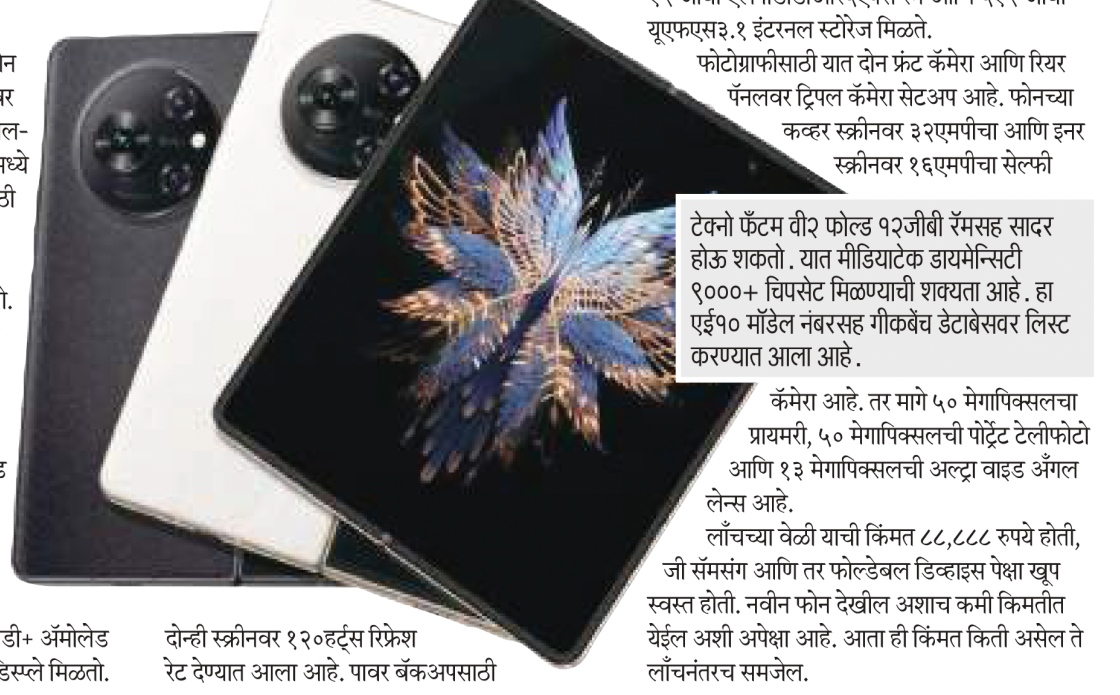 डी+ ॲमोलेड
डिस्प्ले मिळतो.
दोन्ही स्क्रीनवर १२०हर्ट्स रिफ्रेश
रेट देण्यात आला आहे. पावर बॅकअपसाठी
यूएफएस३.१ इंटरनल स्टोरेज मिळते.
फोटोग्राफीसाठी यात दोन फ्रंट कॅमेरा आणि रियर
पॅनलवर ट्रिपल कॅमेरा सेटअप आहे. फोनच्या
कव्हर स्क्रीनवर ३२एमपीचा आणि इनर
स्क्रीनवर १६एमपीचा सेल्फी
टेक्नो फँटम वी२ फोल्ड १२जीबी रॅमसह सादर
होऊ शकतो. यात मीडियाटेक डायमेन्सिटी
९०००+ चिपसेट मिळण्याची शक्यता आहे. हा
एई१० मॉडेल नंबरसह गीकबेंच डेटाबेसवर लिस्ट
करण्यात आला आहे.
कॅमेरा आहे. तर मागे ५० मेगापिक्सलचा
प्रायमरी, ५० मेगापिक्सलची पोर्ट्रेट टेलीफोटो
आणि १३ मेगापिक्सलची अल्ट्रा वाइड अँगल
लेन्स आहे.
लाँचच्या वेळी याची किंमत ८८,८८८ रुपये होती,
जी सॅमसंग आणि तर फोल्डेबल डिव्हाइस पेक्षा खूप
स्वस्त होती. नवीन फोन देखील अशाच कमी किमतीत
येईल अशी अपेक्षा आहे. आता ही किंमत किती असेल ते
लाँचनंतरच समजेल.